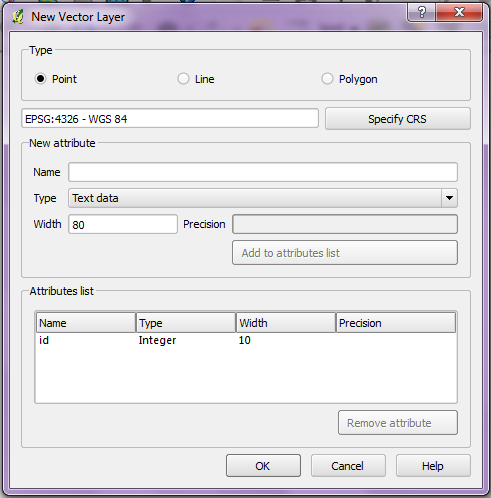 New Vector Layer
Type
Point Line Polygon
EPSG:4326 - WGS 84 Specify CRS
New attribute
Name
Type Text data
Width 80 Precision
Add to attributes list
Attributes list
Name Type Width Precision
id Integer 10
Remove attribute
OK Cancel Help